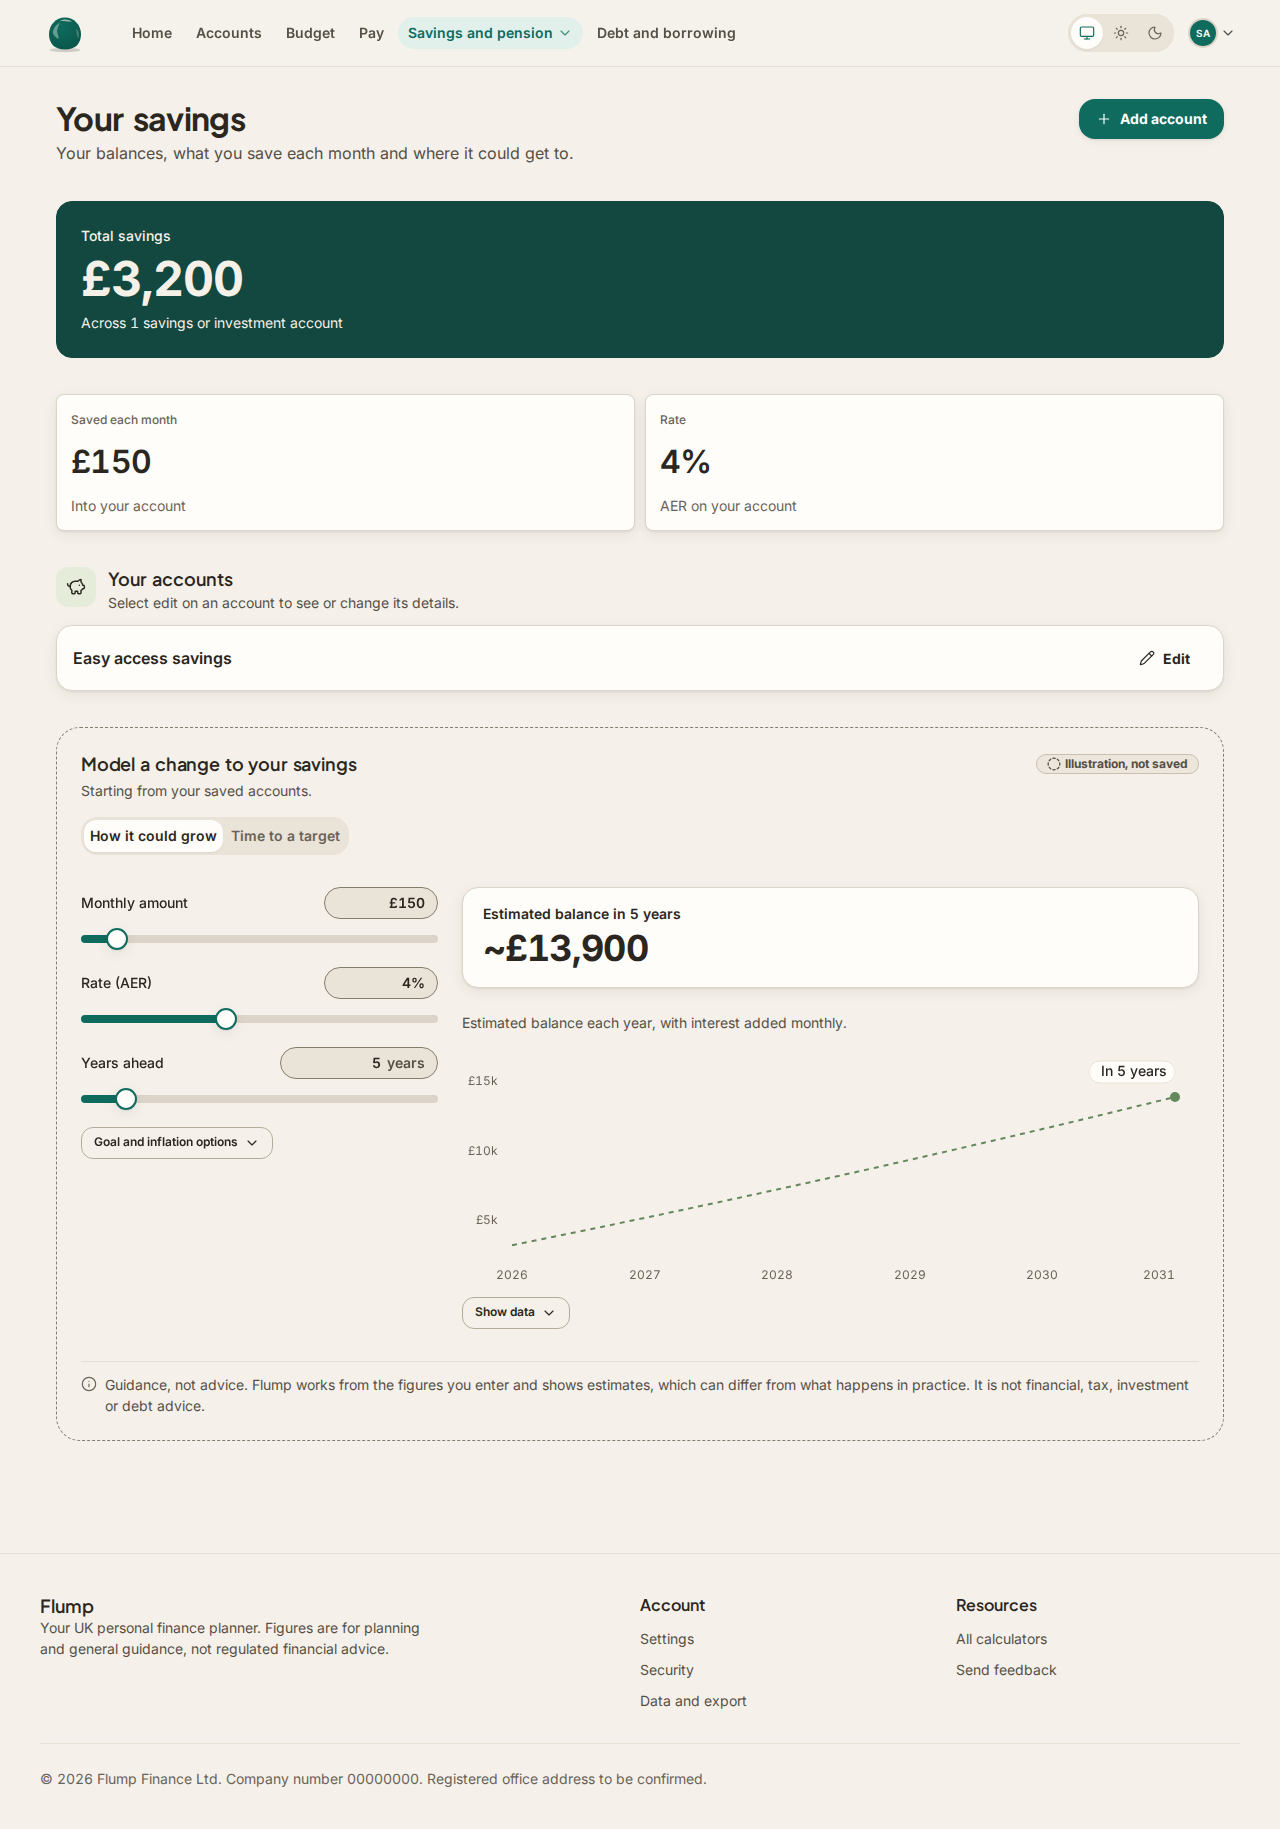 Home
Accounts
Budget
Pay
Savings and pension
Debt and borrowing
SA
Your savings
Add account
Your balances, what you save each month and where it could get to.
Total savings
£3,200
Across 1 savings or investment account
Saved each month
£150
Into your account
Rate
4%
AER on your account
Your accounts
Select edit on an account to see or change its details.
Easy access savings
Edit
Model a change to your savings
Illustration, not saved
Starting from your saved accounts.
How it could grow
Time to a target
Monthly amount
£150
Rate (AER)
4%
Years ahead
5 years
Goal and inflation options
Estimated balance in 5 years
~£13,900
Estimated balance each year, with interest added monthly.
In 5 years
£15k
£10k
£5k
2026
2027
2028
2029
2030
2031
Show data
Guidance, not advice. Flump works from the figures you enter and shows estimates, which can differ from what happens in practice. It is not financial, tax, investment
or debt advice.
Flump
Your UK personal finance planner. Figures are for planning
and general guidance, not regulated financial advice.
Account
Settings
Security
Data and export
Resources
All calculators
Send feedback
© 2026 Flump Finance Ltd. Company number 00000000. Registered office address to be confirmed.